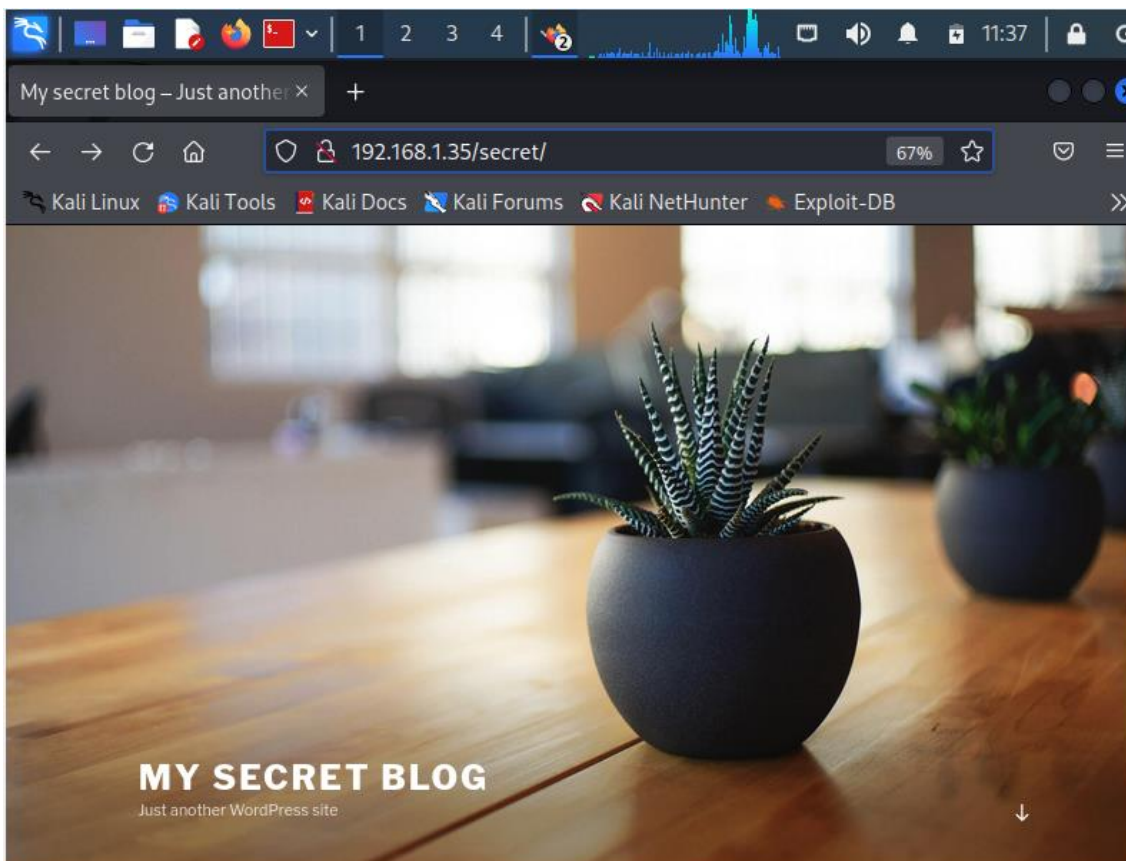 1 2 3 4 2 11:37
My secret blog – Just another
192.168.1.35/secret/ 67%
Kali Linux Kali Tools Kali Docs Kali Forums Kali NetHunter Exploit-DB
MY SECRET BLOG
Just another WordPress site